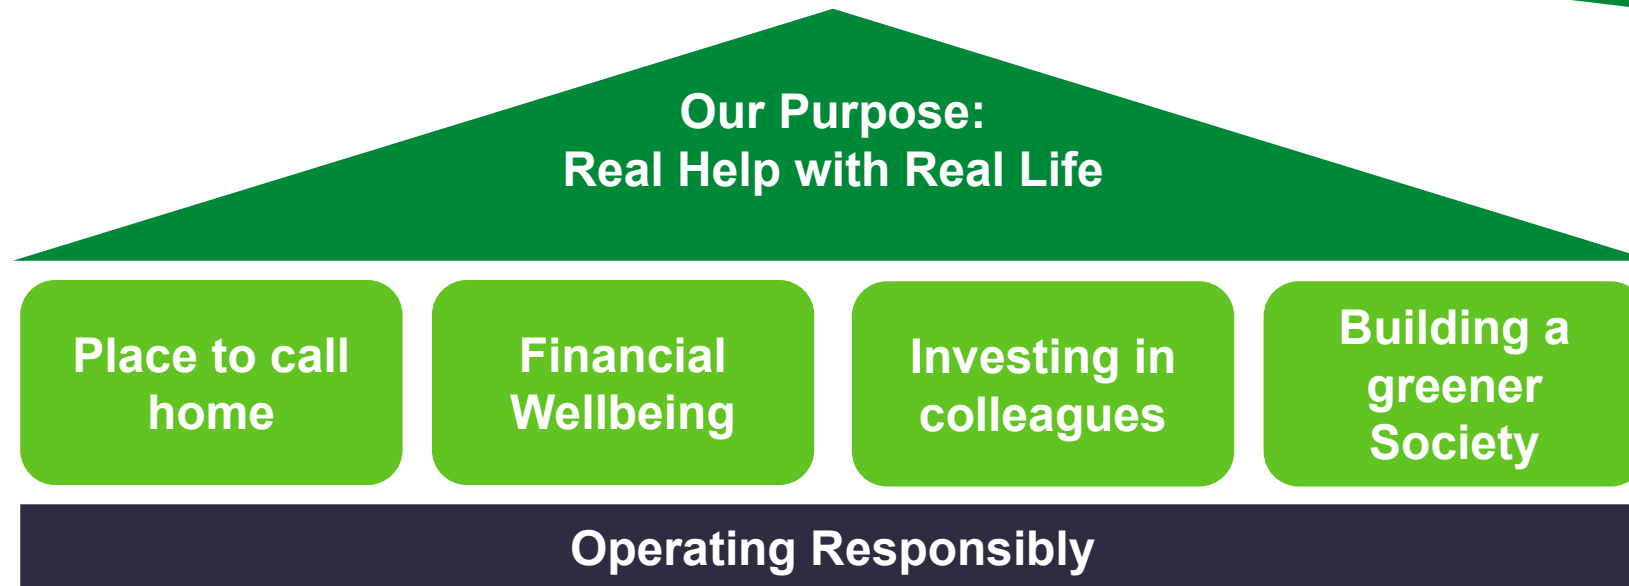 Our Purpose:
Real Help with Real Life
Place to call
home
Financial
Wellbeing
Investing in
colleagues
Building a
greener
Society
Operating Responsibly